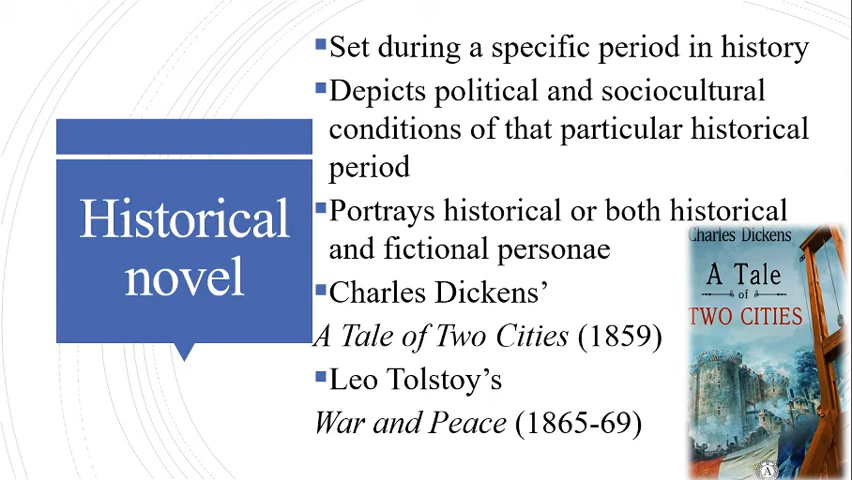 Historical
novel
▪Set during a specific period in history
▪Depicts political and sociocultural
conditions of that particular historical
period
▪Portrays historical or both historical
and fictional personae
▪Charles Dickens’
A Tale of Two Cities (1859)
▪Leo Tolstoy’s
War and Peace (1865-69)
Charles Dickens
A Tale
of
TWO CITIES
A